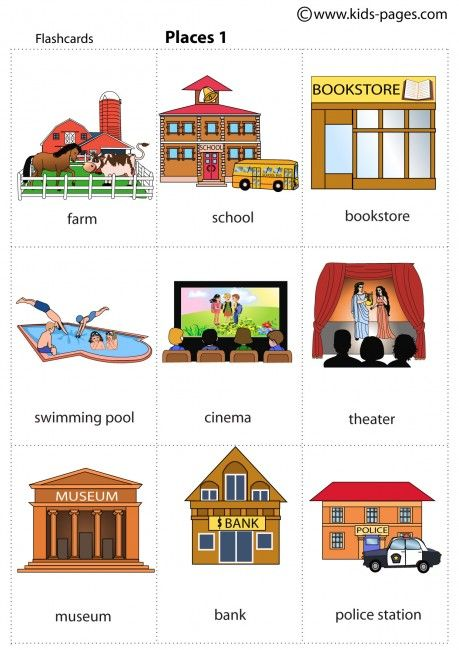 © www.kids-pages.com
Flashcards
Places 1
farm
SCHOOL
school
BOOKSTORE
bookstore
swimming pool
cinema
theater
MUSEUM
museum
$ BANK
bank
POLICE
police station